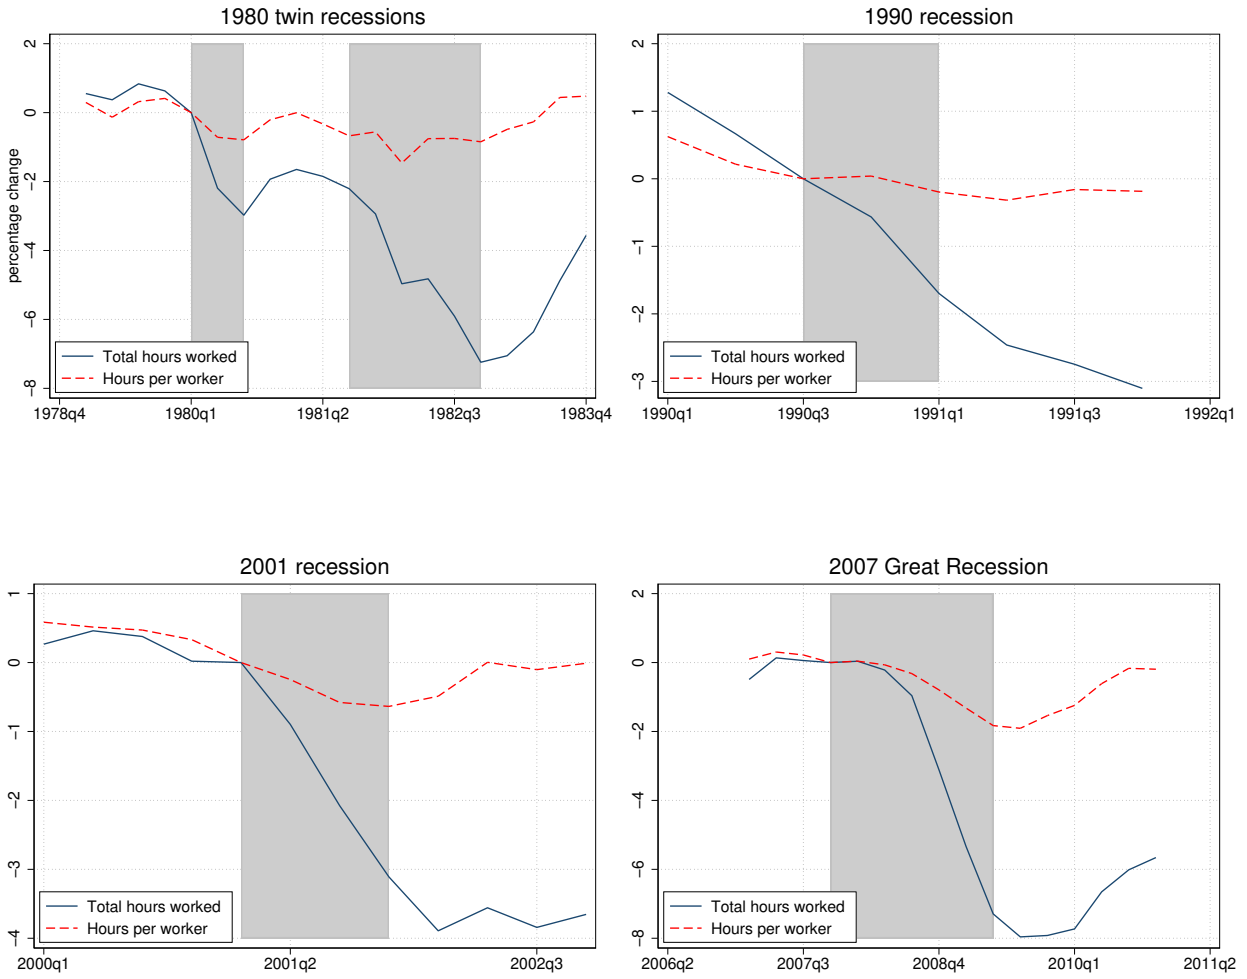 1980 twin recessions
percentage change
2
0
−2
−4
−6
−8
Total hours worked
Hours per worker
1978q4 1980q1 1981q2 1982q3 1983q4
1990 recession
2
1
0
−1
−2
−3
Total hours worked
Hours per worker
1990q1 1990q3 1991q1 1991q3 1992q1
2001 recession
1
0
−1
−2
−3
−4
Total hours worked
Hours per worker
2000q1 2001q2 2002q3
2007 Great Recession
2
0
−2
−4
−6
−8
Total hours worked
Hours per worker
2006q2 2007q3 2008q4 2010q1 2011q2